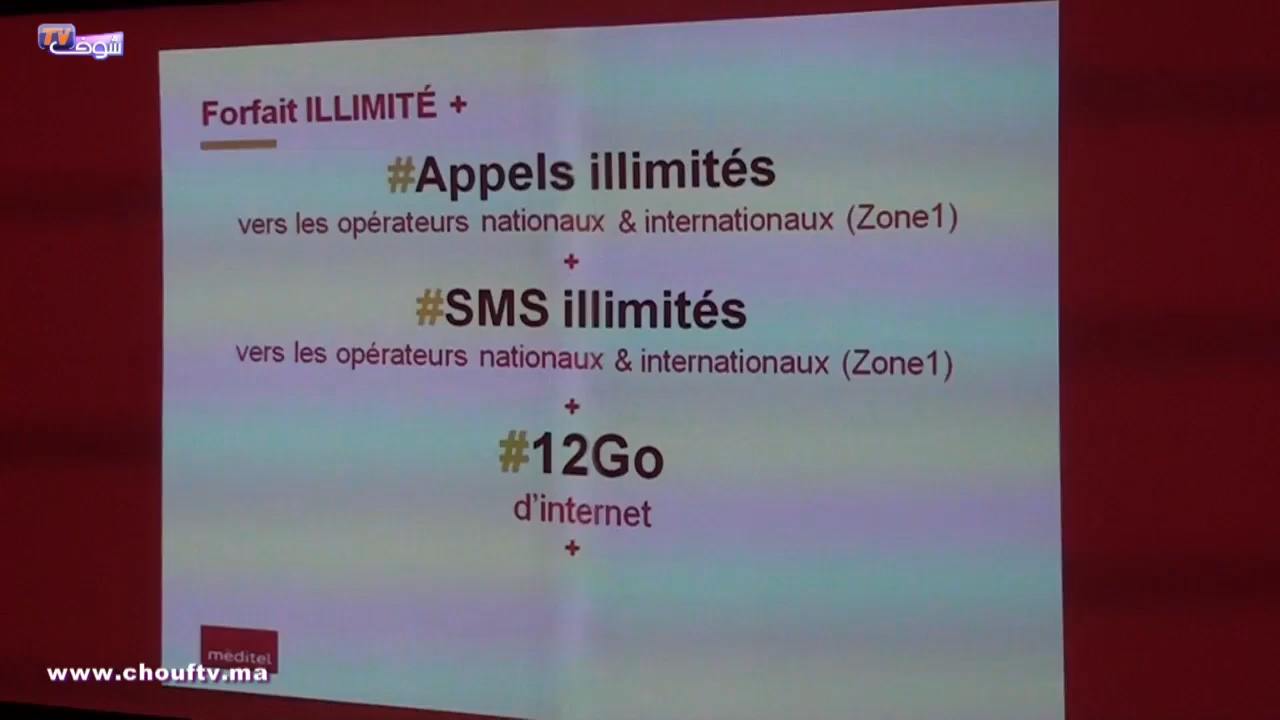 TV شوف
Forfait ILLIMITÉ +
#Appels illimités
vers les opérateurs nationaux & internationaux (Zone1)
+
#SMS illimités
vers les opérateurs nationaux & internationaux (Zone1)
+
#12Go
d'internet
+
méditel
www.chouftv.ma